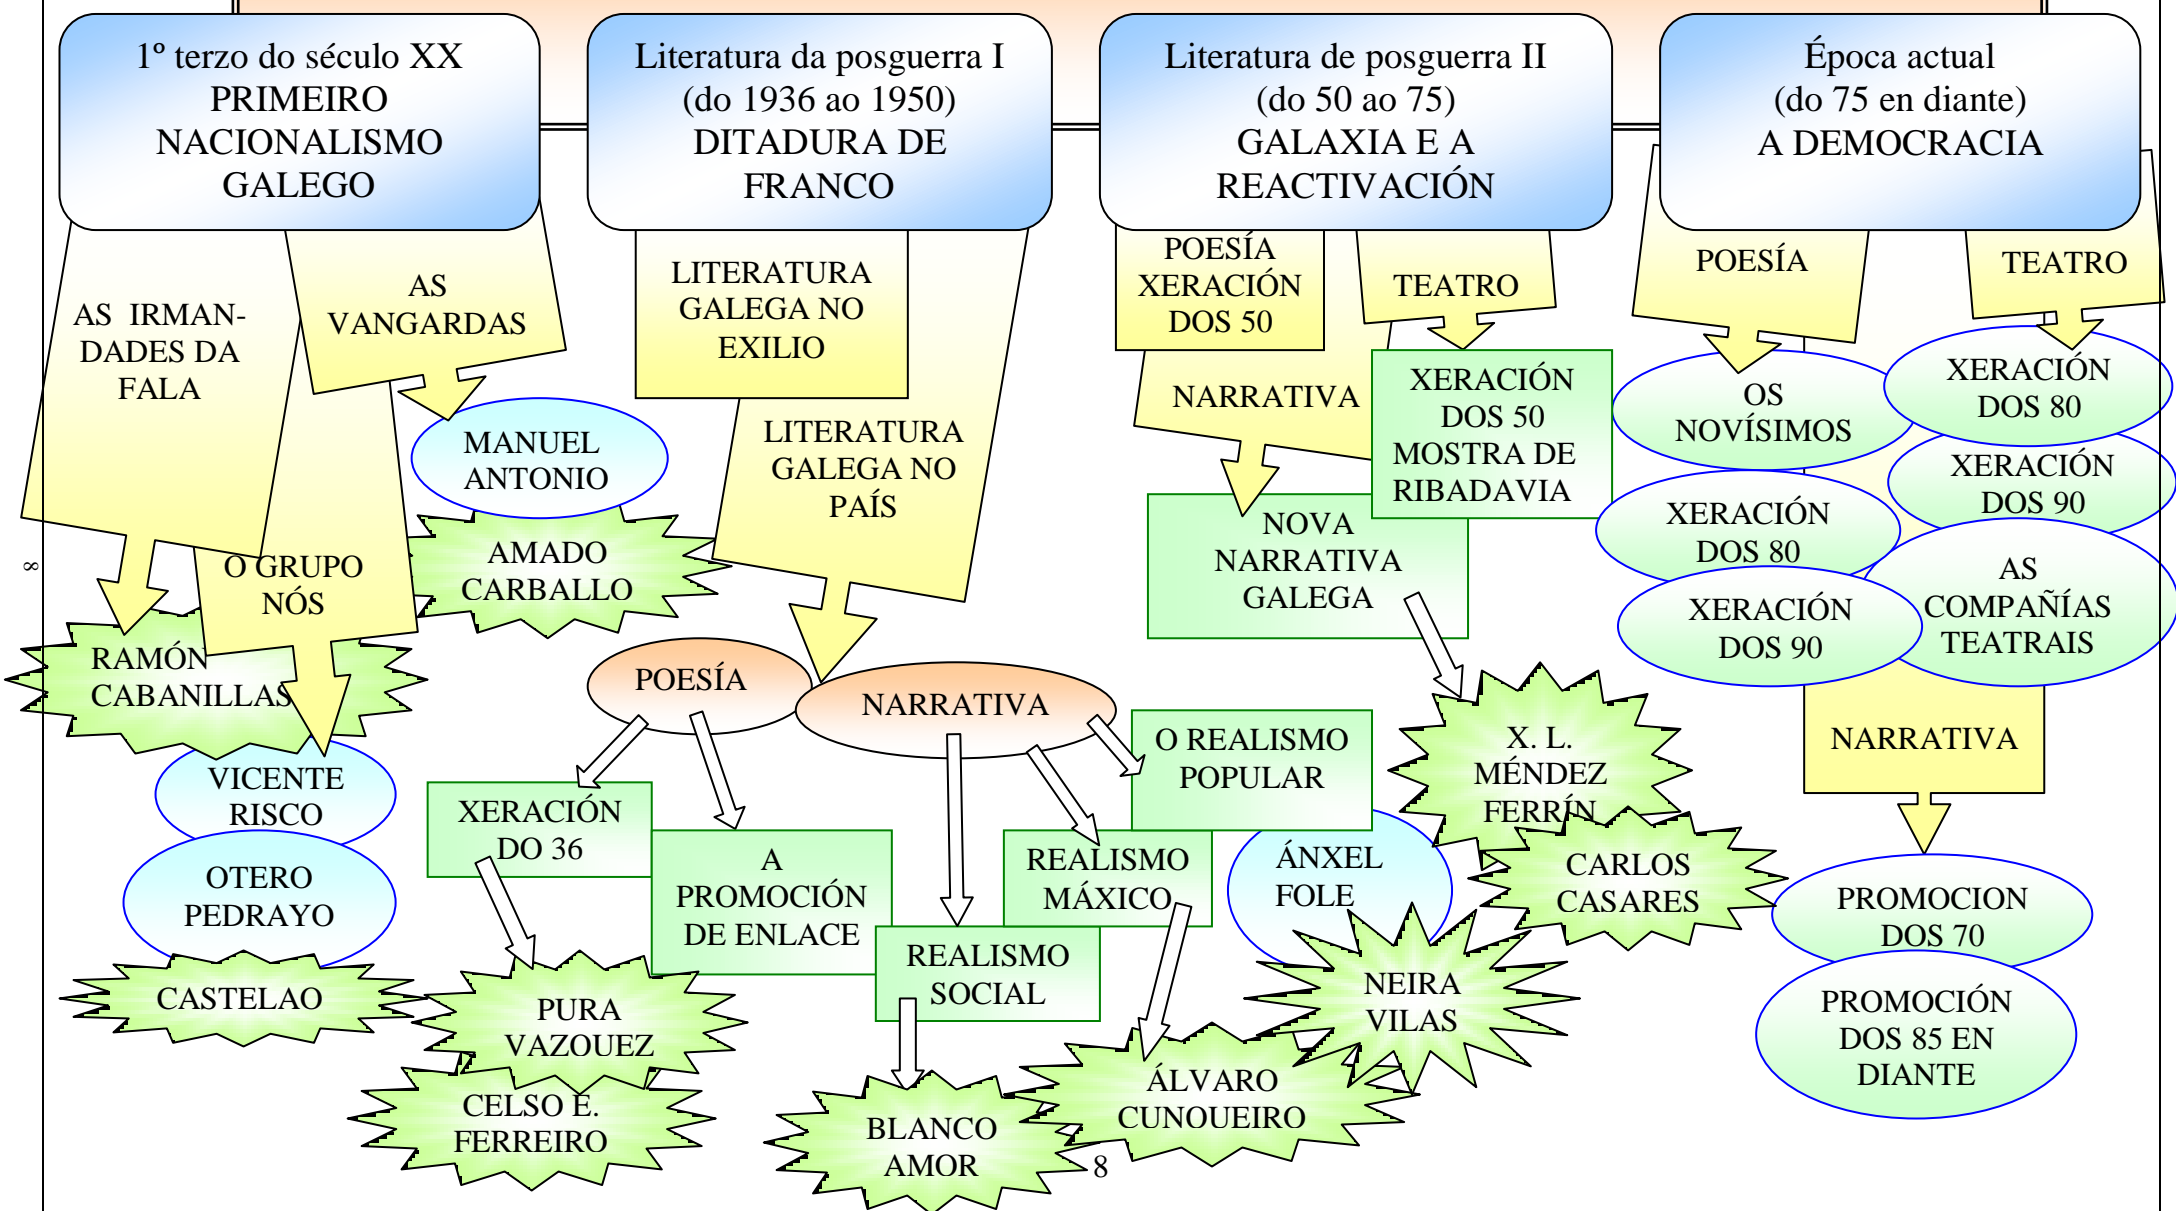 1º terzo do século XX
PRIMEIRO
NACIONALISMO
GALEGO
AS IRMAN-
DADES DA
FALA
AS
VANGARDAS
MANUEL
ANTONIO
AMADO
CARBALLO
O GRUPO
NÓS
RAMÓN
CABANILLAS
VICENTE
RISCO
OTERO
PEDRAYO
CASTELAO
∞
Literatura da posguerra I
(do 1936 ao 1950)
DITADURA DE
FRANCO
LITERATURA
GALEGA NO
EXILIO
LITERATURA
GALEGA NO
PAÍS
POESÍA
NARRATIVA
XERACIÓN
DO 36
A
PROMOCIÓN
DE ENLACE
REALISMO
SOCIAL
REALISMO
MÁXICO
O REALISMO
POPULAR
PURA
VAZQUEZ
CELSO E.
FERREIRO
BLANCO
AMOR
ÁLVARO
CUNQUEIRO
ÁNXEL
FOLE
NEIRA
VILAS
Literatura de posguerra II
(do 50 ao 75)
GALAXIA E A
REACTIVACIÓN
POESÍA
XERACIÓN
DOS 50
TEATRO
NARRATIVA
XERACIÓN
DOS 50
MOSTRA DE
RIBADAVIA
NOVA
NARRATIVA
GALEGA
X. L.
MÉNDEZ
FERRÍN
CARLOS
CASARES
Época actual
(do 75 en diante)
A DEMOCRACIA
POESÍA
TEATRO
OS
NOVÍSIMOS
XERACIÓN
DOS 80
XERACIÓN
DOS 90
XERACIÓN
DOS 80
XERACIÓN
DOS 90
AS
COMPAÑÍAS
TEATRAIS
NARRATIVA
PROMOCION
DOS 70
PROMOCIÓN
DOS 85 EN
DIANTE
8